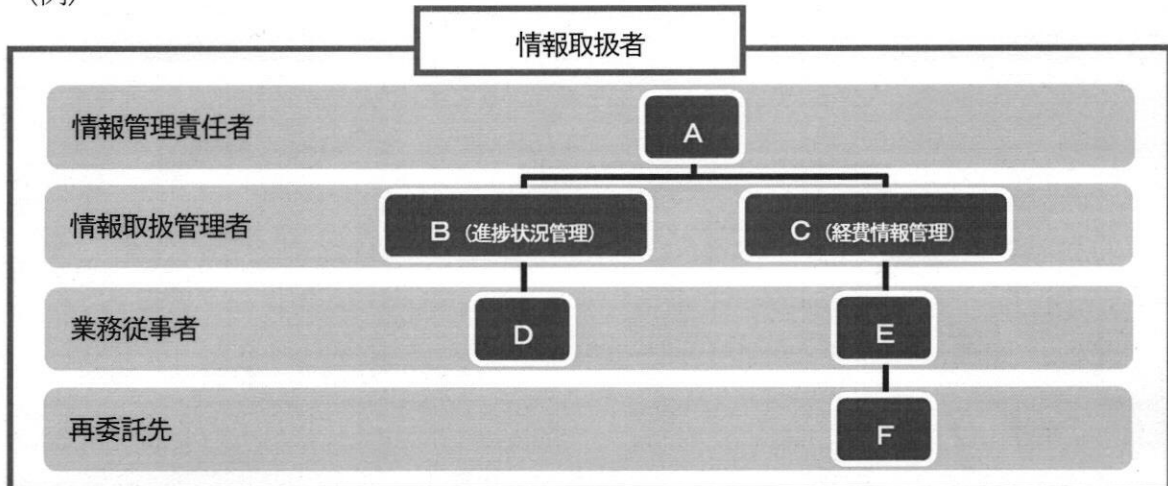 （例）
情報取扱者
情報管理責任者
A
情報取扱管理者
B（進捗状況管理）
C（経費情報管理）
業務従事者
D
E
再委託先
F